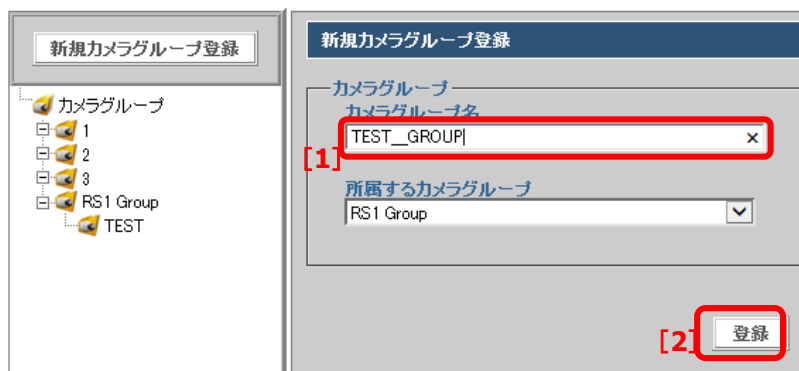 新規カメラグループ登録
カメラグループ
1
2
3
RS1 Group
TEST
新規カメラグループ登録
カメラグループ
カメラグループ名
TEST__GROUP
[1]
所属するカメラグループ
RS1 Group
[2]
登録